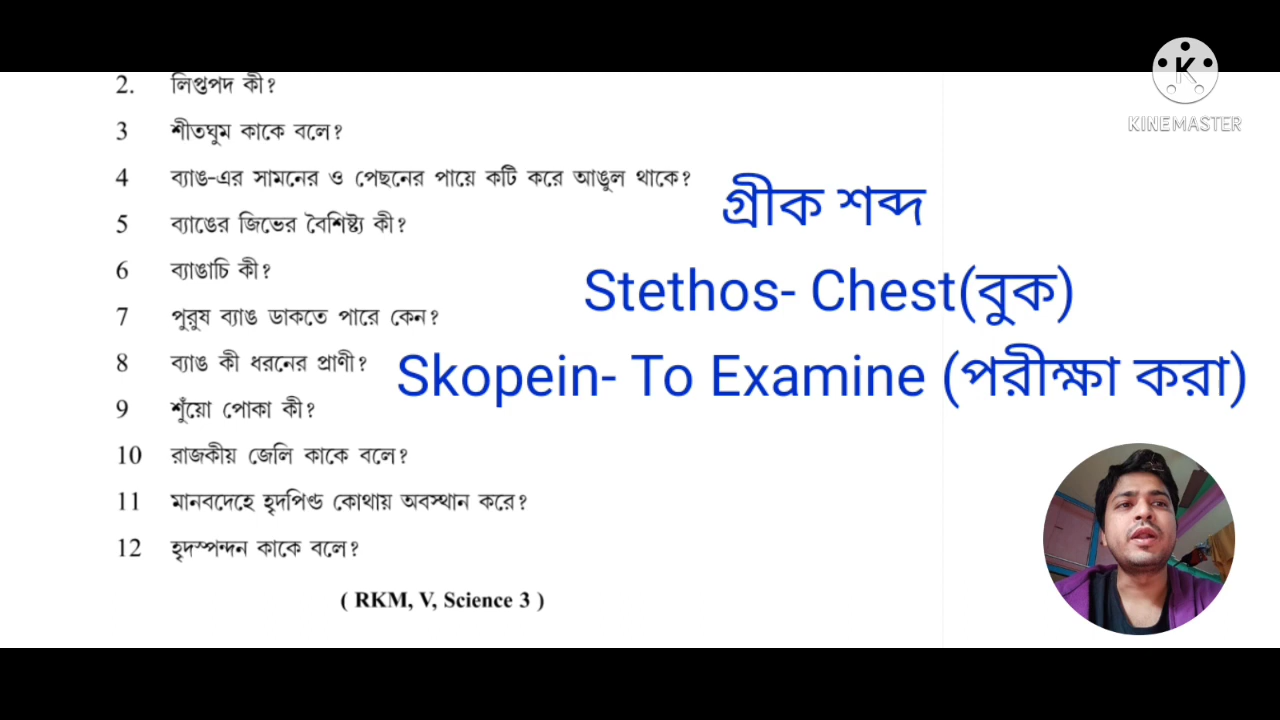 2. লিপ্তপদ কী?
3 শীতঘুম কাকে বলে?
4 ব্যাঙ-এর সামনের ও পেছনের পায়ে কটি করে আঙুল থাকে?
5 ব্যাঙের জিভের বৈশিষ্ট্য কী?
6 ব্যাঙাচি কী?
7 পুরুষ ব্যাঙ ডাকতে পারে কেন?
8 ব্যাঙ কী ধরনের প্রাণী?
9 শুঁয়ো পোকা কী?
10 রাজকীয় জেলি কাকে বলে?
11 মানবদেহে হৃদপিণ্ড কোথায় অবস্থান করে?
12 হৃদস্পন্দন কাকে বলে?
( RKM, V, Science 3 )
গ্রীক শব্দ
Stethos- Chest(বুক)
Skopein- To Examine (পরীক্ষা করা)
K
KINEMASTER